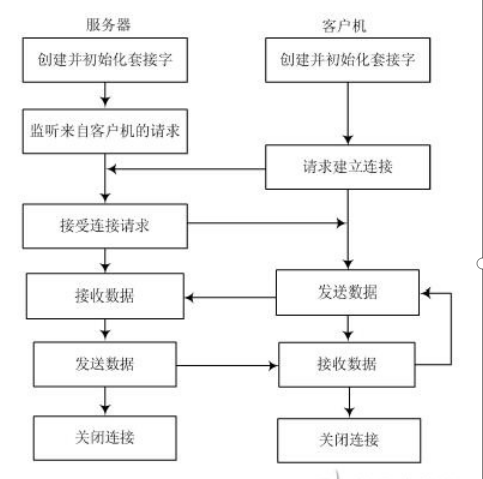 服务器
客户机
创建并初始化套接字
创建并初始化套接字
监听来自客户机的请求
请求建立连接
接受连接请求
接收数据
发送数据
发送数据
接收数据
关闭连接
关闭连接